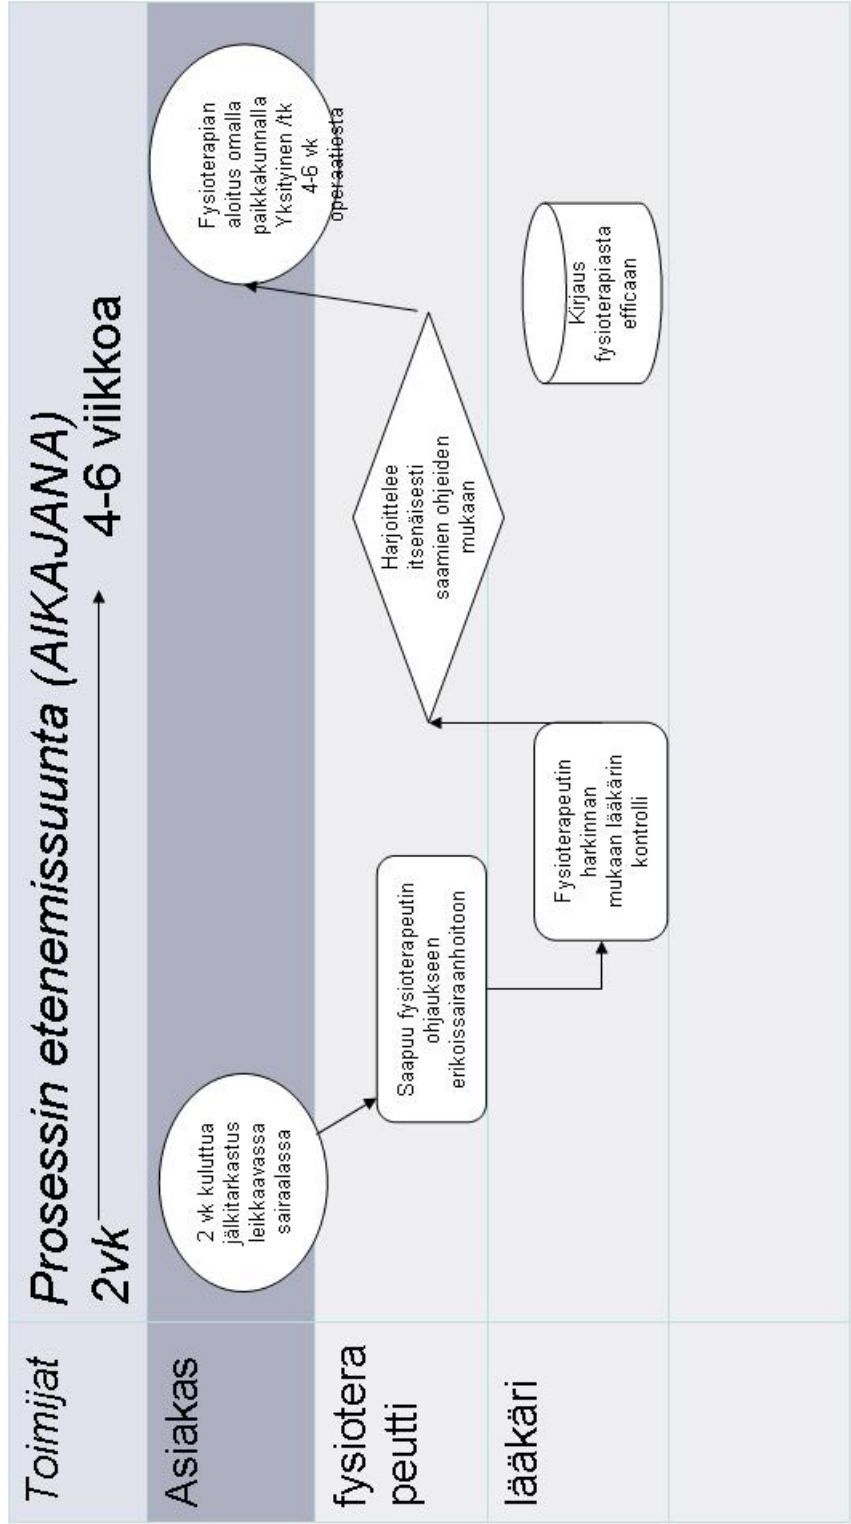 Toimijat
Prosessin etenemissuunta (AIKAJANA)
2vk
4-6 viikkoa
Asiakas
2 vk kuluttua
jälkitarkastus
leikkaavassa
sairaalassa
Fysioterapian
aloitus omalla
paikkakunnalla
Yksityinen /tk
4-6 vk
operaatiosta
fysiotera
peutti
Saapuu fysioterapeutin
ohjaukseen
erikoissairaanhoitoon
Harjoittelee
itsenäisesti
saamien ohjeiden
mukaan
lääkäri
Fysioterapeutin
harkinnan
mukaan lääkärin
kontrolli
Kirjaus
fysioterapiasta
efficaan